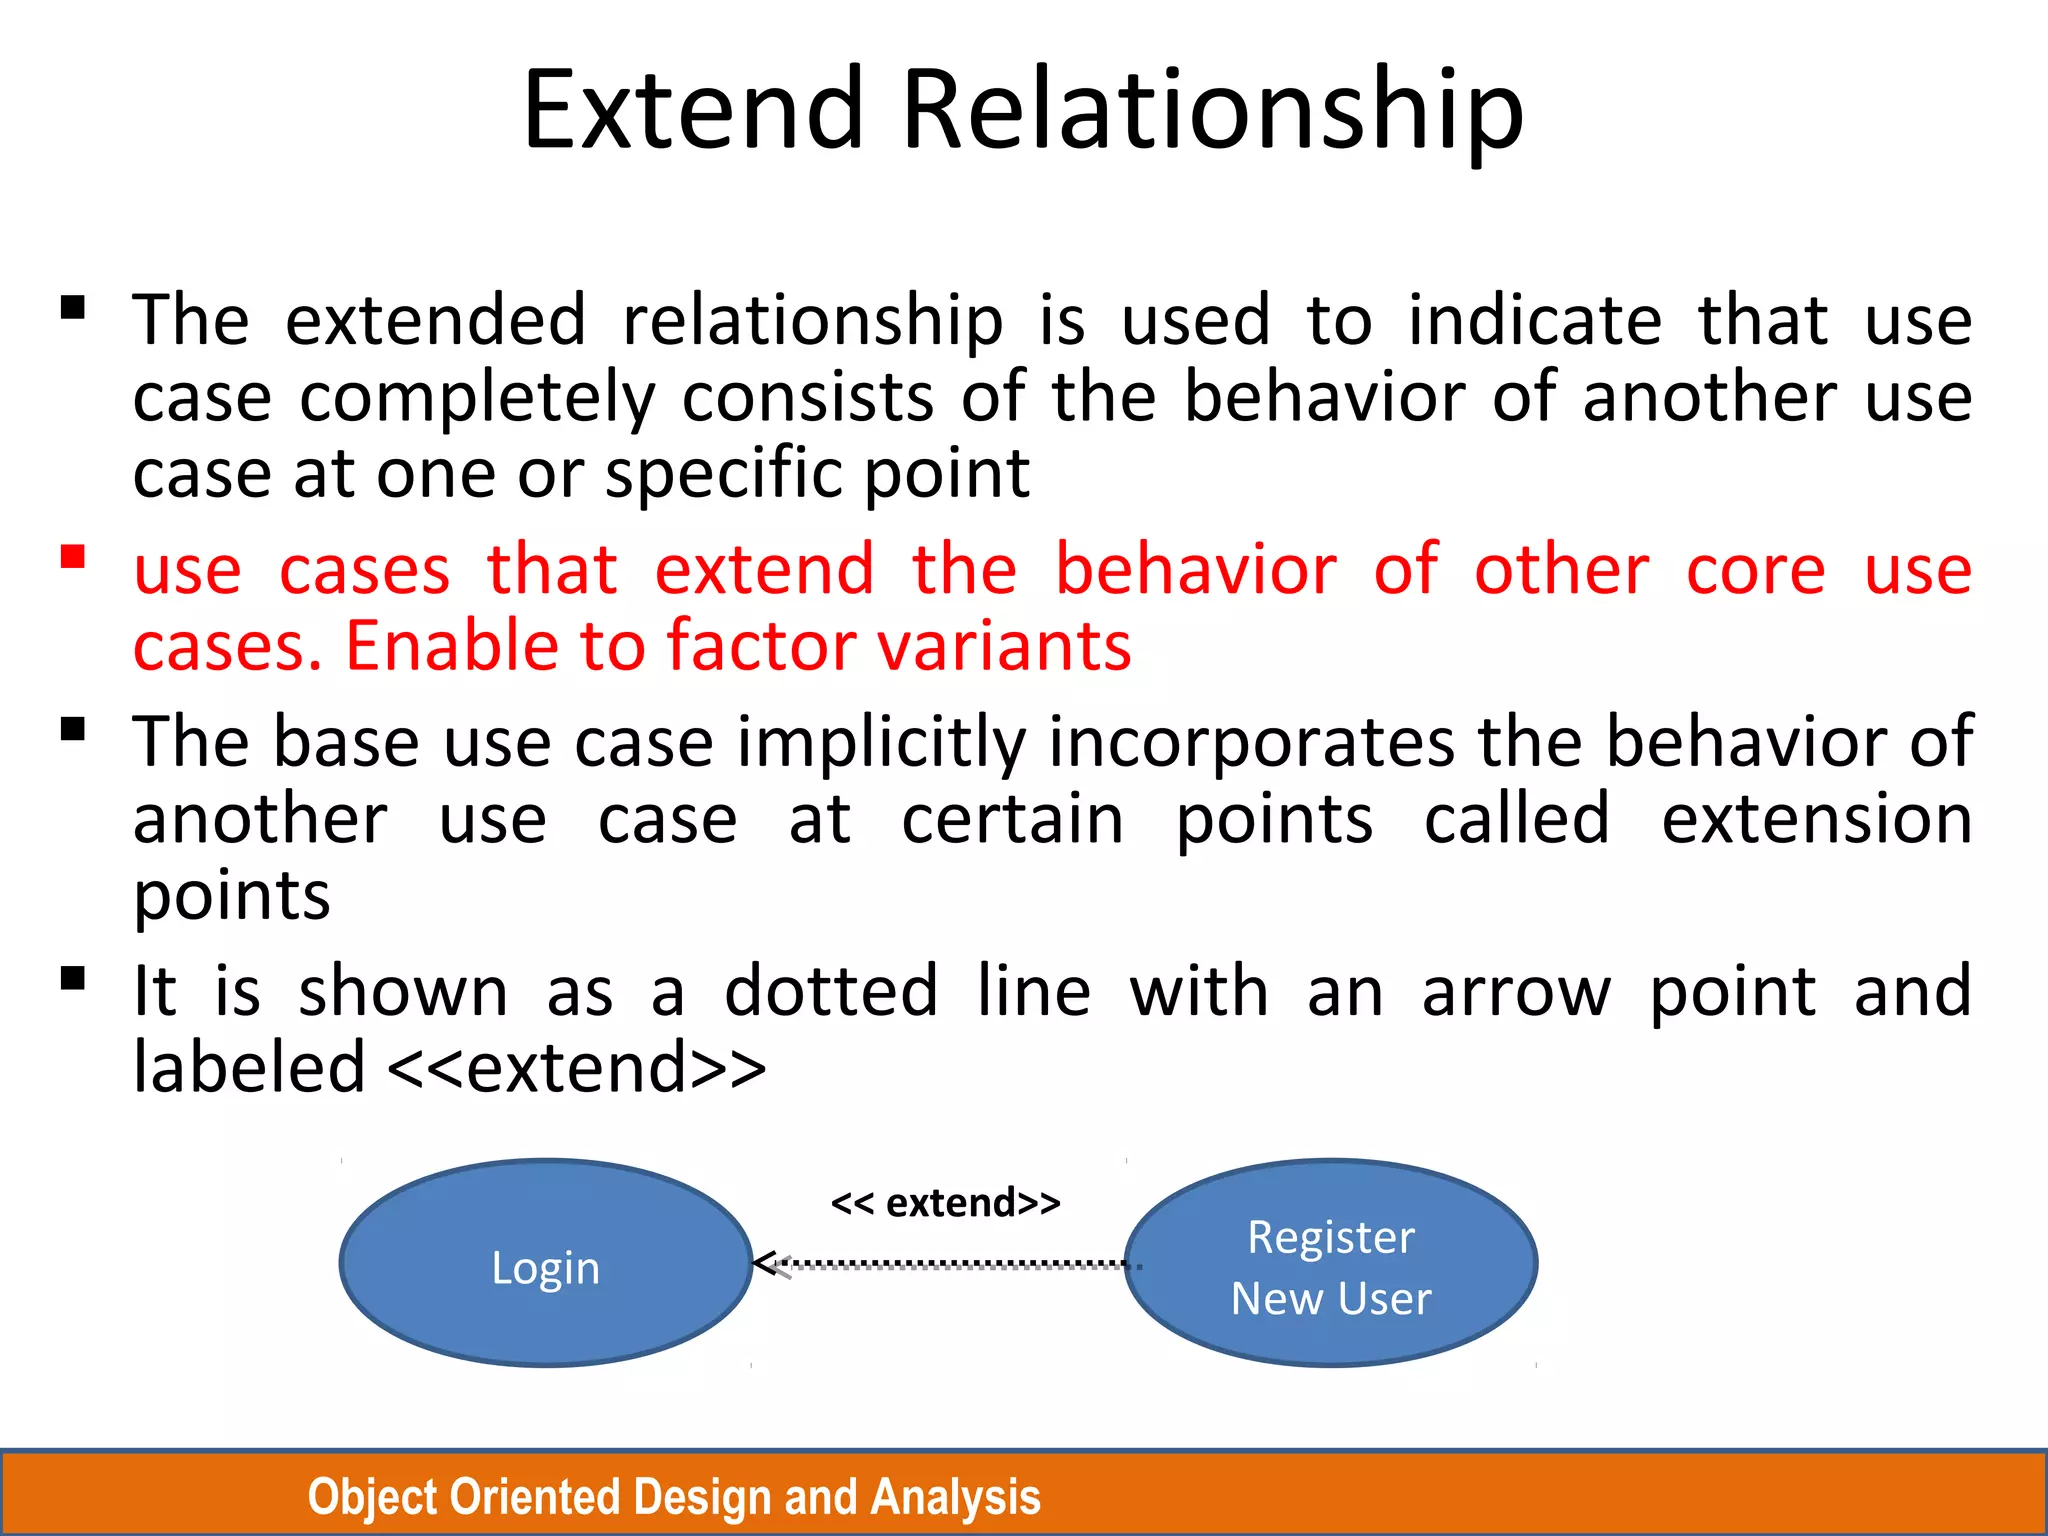 Extend Relationship
▪ The extended relationship is used to indicate that use
case completely consists of the behavior of another use
case at one or specific point
▪ use cases that extend the behavior of other core use
cases. Enable to factor variants
▪ The base use case implicitly incorporates the behavior of
another use case at certain points called extension
points
▪ It is shown as a dotted line with an arrow point and
labeled <<extend>>
<< extend>>
Login
Register
New User
Object Oriented Design and Analysis